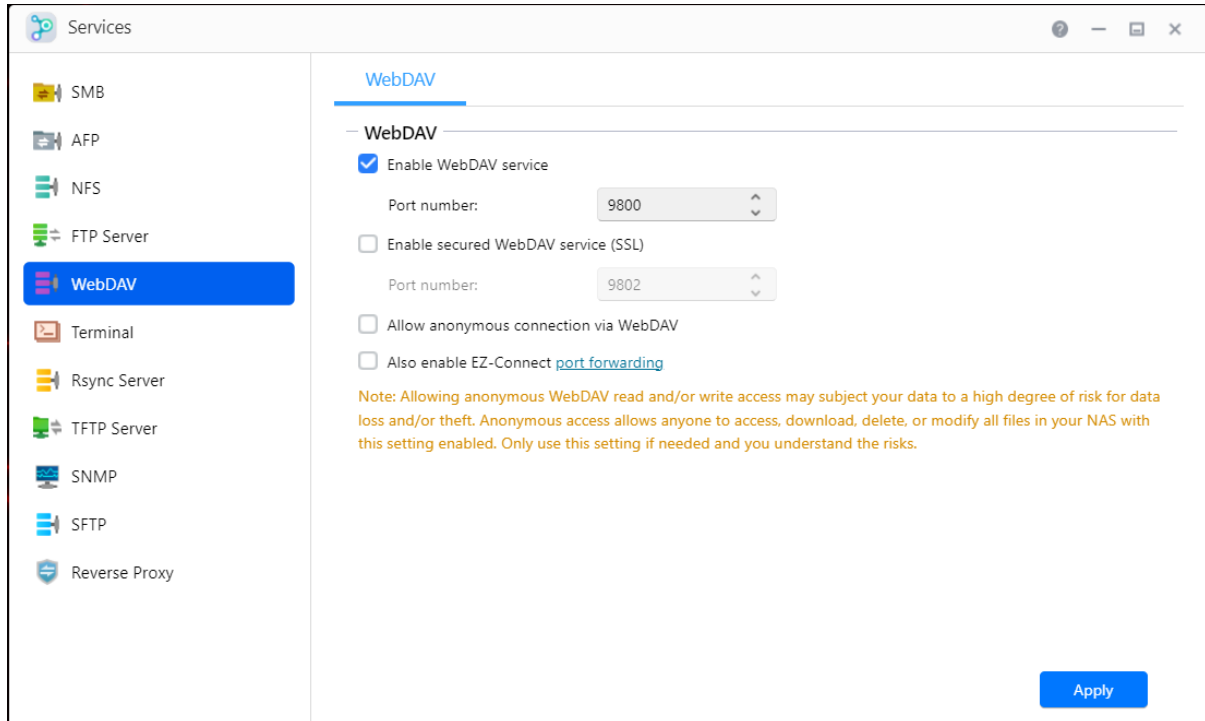 Services
SMB
AFP
NFS
FTP Server
WebDAV
Terminal
Rsync Server
TFTP Server
SNMP
SFTP
Reverse Proxy
WebDAV
WebDAV
Enable WebDAV service
Port number: 9800
Enable secured WebDAV service (SSL)
Port number: 9802
Allow anonymous connection via WebDAV
Also enable EZ-Connect port forwarding
Note: Allowing anonymous WebDAV read and/or write access may subject your data to a high degree of risk for data
loss and/or theft. Anonymous access allows anyone to access, download, delete, or modify all files in your NAS with
this setting enabled. Only use this setting if needed and you understand the risks.
Apply